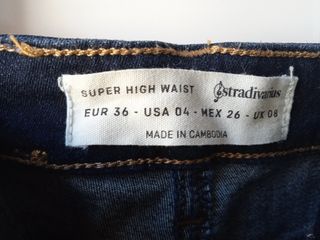 SUPER HIGH WAIST stradivarius
EUR 36 - USA 04 - MEX 26 - UK 08
MADE IN CAMBODIA